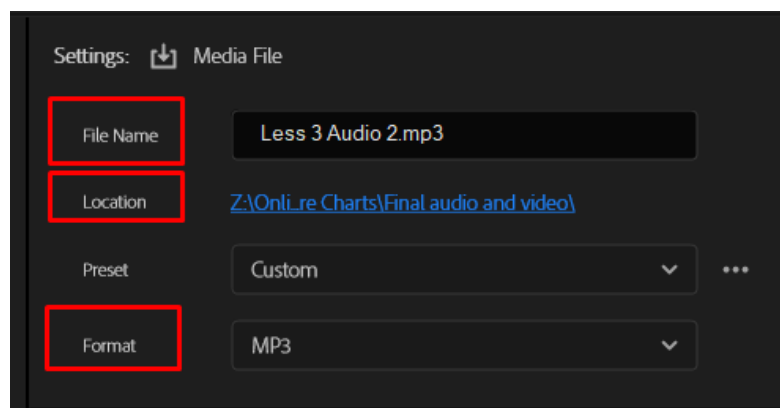 Settings: Media File
File Name Less 3 Audio 2.mp3
Location Z:\Onli_re Charts\Final audio and video\
Preset Custom
Format MP3